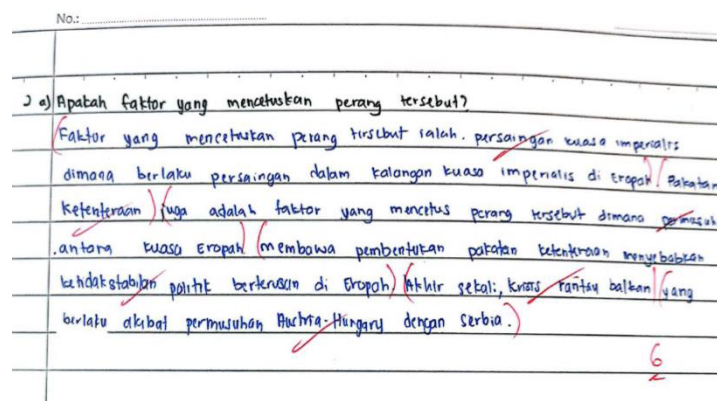 No.:
2 a) Apakah faktor yang mencetuskan perang tersebut?
Faktor yang mencetuskan perang tersebut ialah. persaingan kuasa imperialis
dimana berlaku persaingan dalam kalangan kuasa imperialis di Eropah Pakatan
Ketenteraan juga adalah faktor yang mencetus perang tersebut dimana permusuh
.antara kuasa Eropah membawa pembentukan pakatan ketenteraan menyebabkan
ketidakstabilan politik berterusan di Eropah Akhir sekali, Krisis rantau balkan yang
berlaku akibat permusuhan Austria-Hungary dengan Serbia.
6